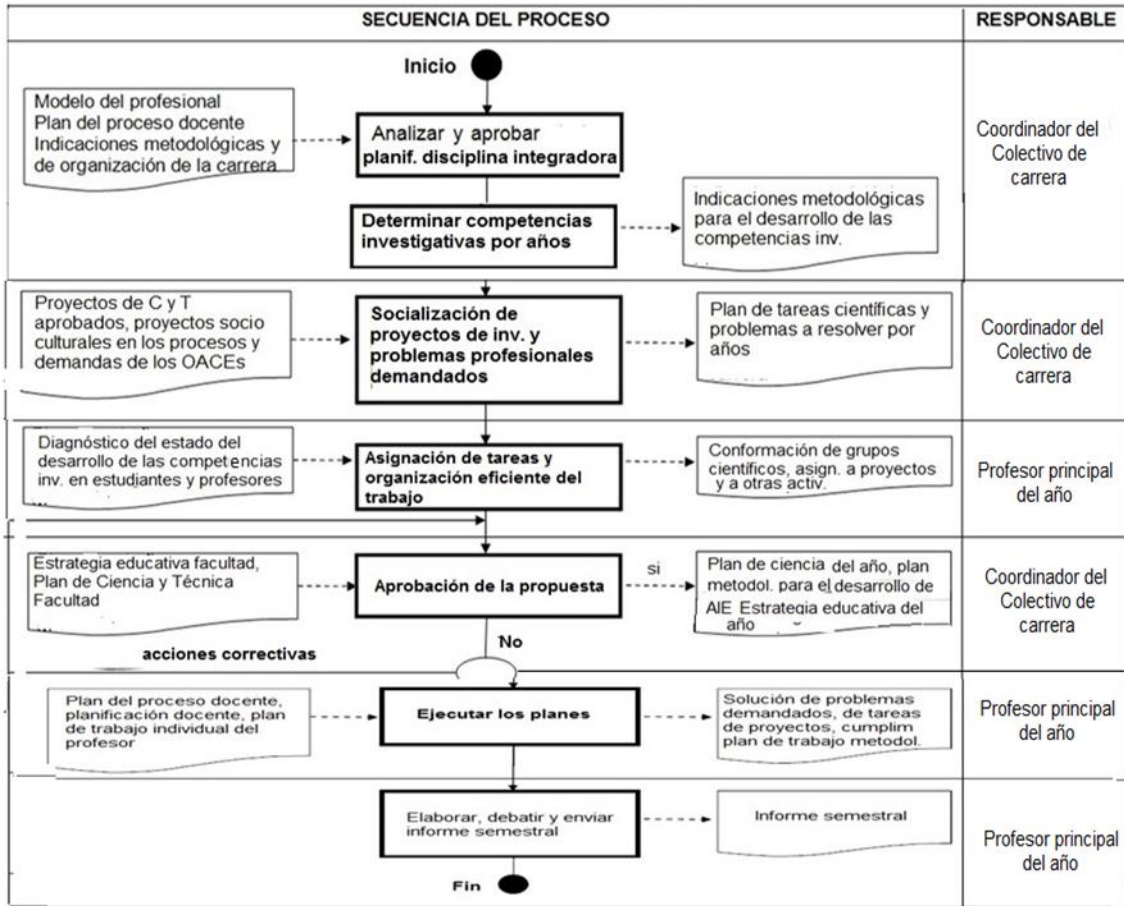 SECUENCIA DEL PROCESO
RESPONSABLE
Inicio
Modelo del profesional
Plan del proceso docente
Indicaciones metodológicas y
de organización de la carrera
Analizar y aprobar
planif. disciplina integradora
Coordinador del
Colectivo de
carrera
Determinar competencias
investigativas por años
Indicaciones metodológicas
para el desarrollo de las
competencias inv.
Proyectos de C y T
aprobados, proyectos socio
culturales en los procesos y
demandas de los OACEs
Socialización de
proyectos de inv. y
problemas profesionales
demandados
Plan de tareas científicas y
problemas a resolver por
años
Coordinador del
Colectivo de
carrera
Diagnóstico del estado del
desarrollo de las competencias
inv. en estudiantes y profesores
...
Asignación de tareas y
organización eficiente del
trabajo
Conformación de grupos
científicos, asign. a proyectos
y a otras activ.
Profesor principal
del año
Estrategia educativa facultad,
Plan de Ciencia y Técnica
Facultad
...
Aprobación de la propuesta
si
Plan de ciencia del año, plan
metodol. para el desarrollo de
AIE Estrategia educativa del
año
Coordinador del
Colectivo de
carrera
No
acciones correctivas
Plan del proceso docente,
planificación docente, plan
de trabajo individual del
profesor
Ejecutar los planes
Solución de problemas
demandados, de tareas
de proyectos, cumplim
plan de trabajo metodol.
Profesor principal
del año
Elaborar, debatir y enviar
informe semestral
Informe semestral
Profesor principal
del año
Fin